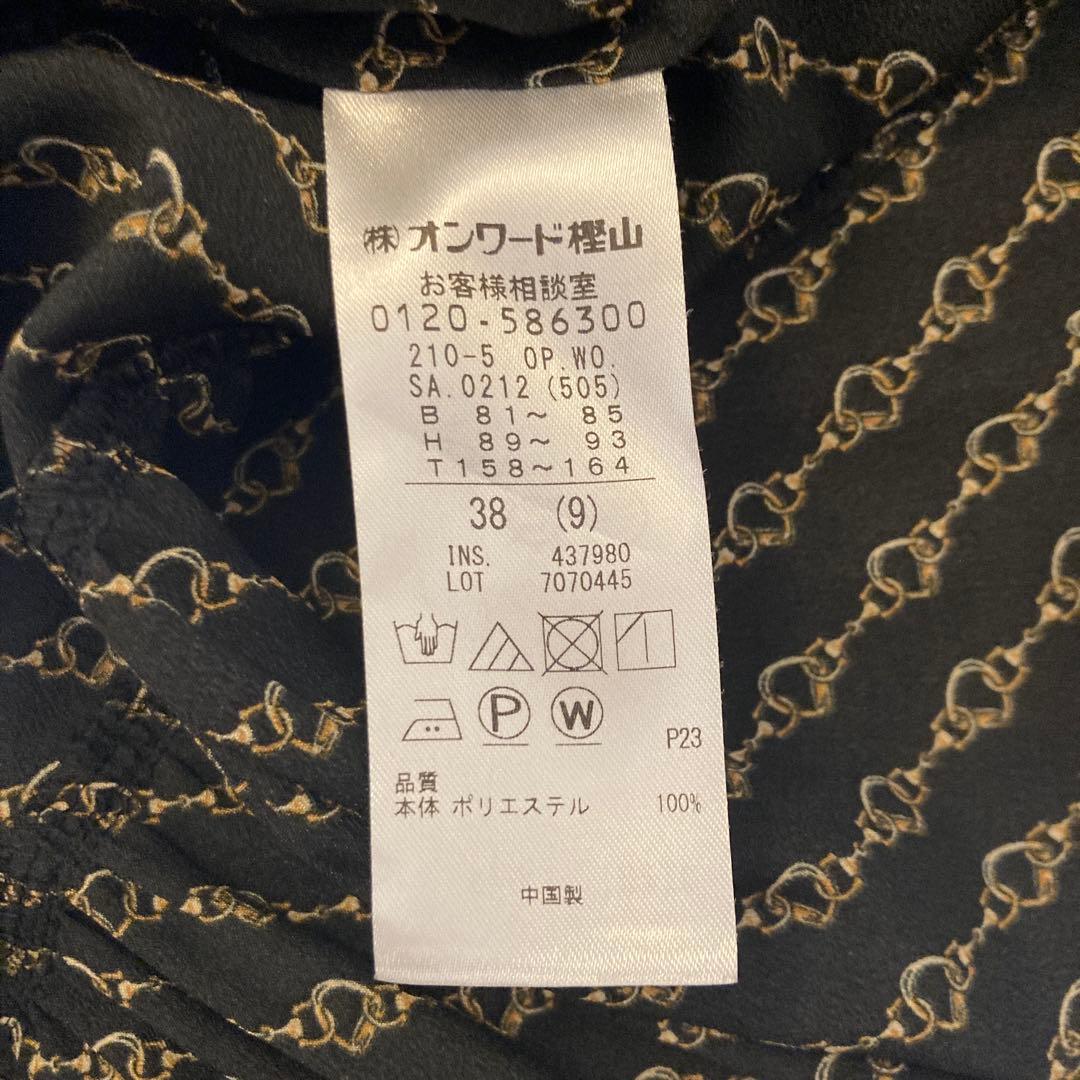 (株)オンワード樫山
お客様相談室
0120-586300
210-5 OP.WO.
SA.0212(505)
B 81～ 85
H 89～ 93
T158～164
38 (9)
INS. 437980
LOT 7070445
P W
P23
品質
本体 ポリエステル 100%
中国製